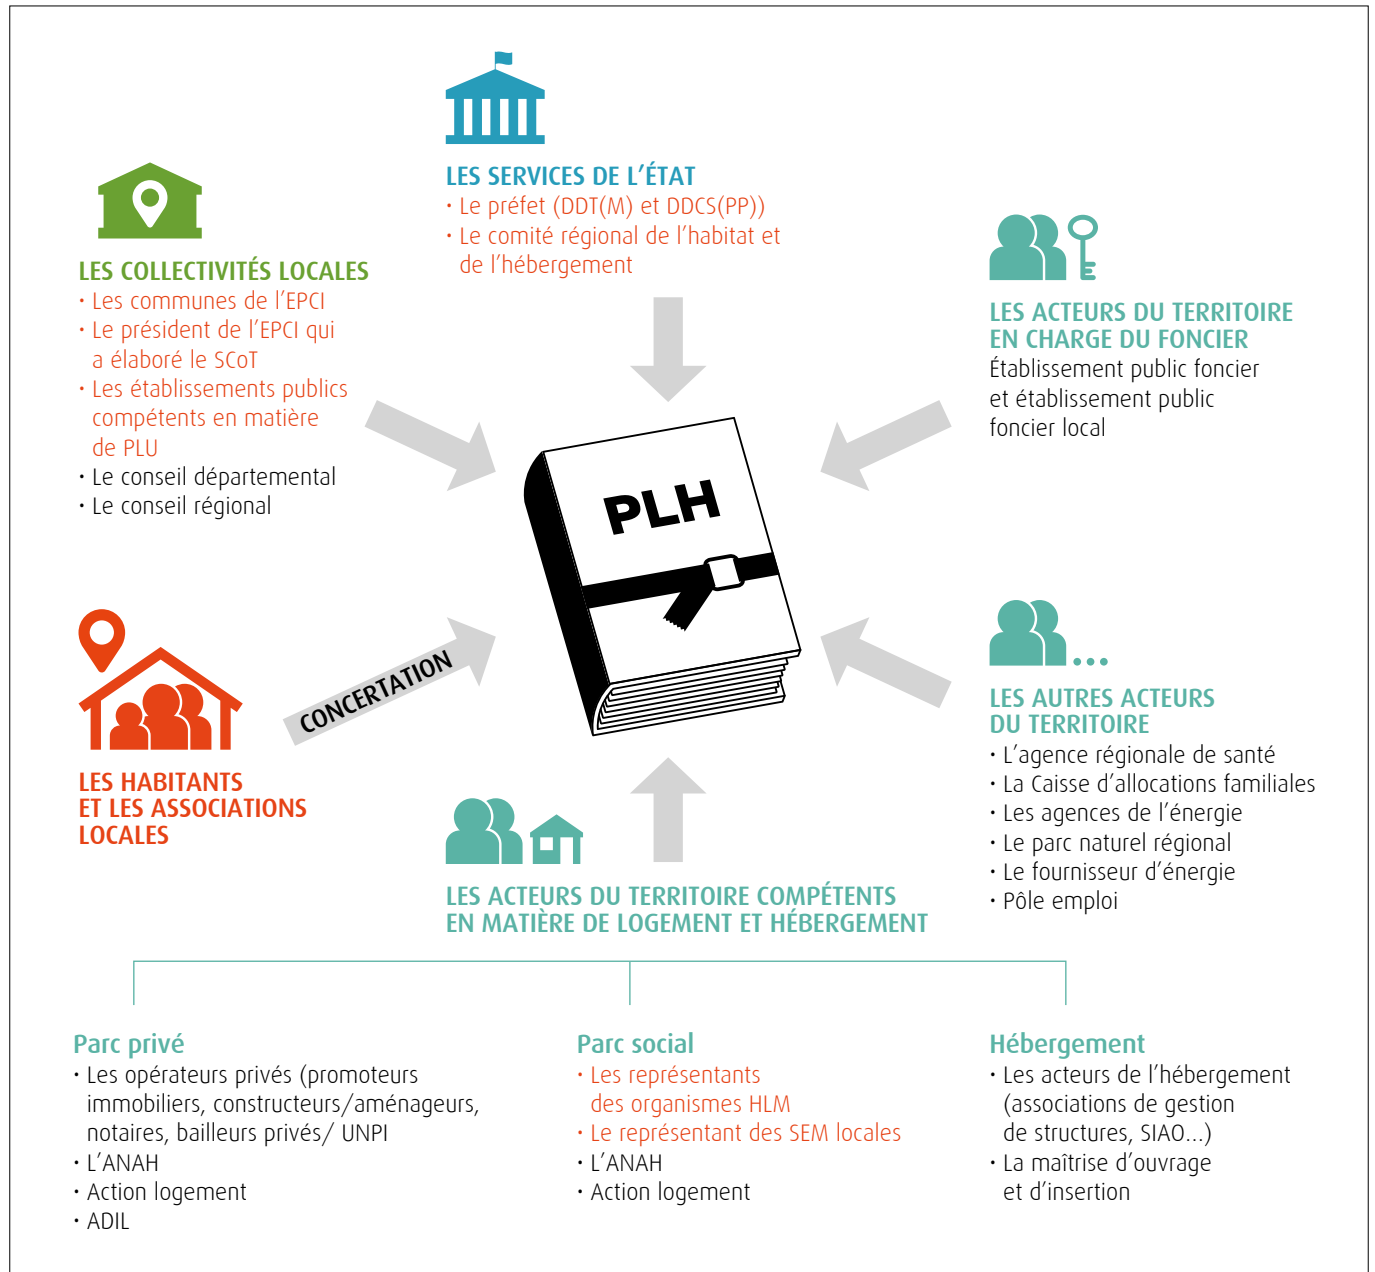 LES SERVICES DE L'ÉTAT
· Le préfet (DDT(M) et DDCS(PP))
· Le comité régional de l'habitat et
de l'hébergement
LES COLLECTIVITÉS LOCALES
· Les communes de l'EPCI
· Le président de l'EPCI qui
a élaboré le SCoT
· Les établissements publics
compétents en matière
de PLU
· Le conseil départemental
· Le conseil régional
LES ACTEURS DU TERRITOIRE
EN CHARGE DU FONCIER
Établissement public foncier
et établissement public
foncier local
PLH
CONCERTATION
LES HABITANTS
ET LES ASSOCIATIONS
LOCALES
LES AUTRES ACTEURS
DU TERRITOIRE
· L'agence régionale de santé
· La Caisse d'allocations familiales
· Les agences de l'énergie
· Le parc naturel régional
· Le fournisseur d'énergie
· Pôle emploi
LES ACTEURS DU TERRITOIRE COMPÉTENTS
EN MATIÈRE DE LOGEMENT ET HÉBERGEMENT
Parc privé
· Les opérateurs privés (promoteurs
immobiliers, constructeurs/aménageurs,
notaires, bailleurs privés/ UNPI
· L'ANAH
· Action logement
· ADIL
Parc social
· Les représentants
des organismes HLM
· Le représentant des SEM locales
· L'ANAH
· Action logement
Hébergement
· Les acteurs de l'hébergement
(associations de gestion
de structures, SIAO...)
· La maîtrise d'ouvrage
et d'insertion